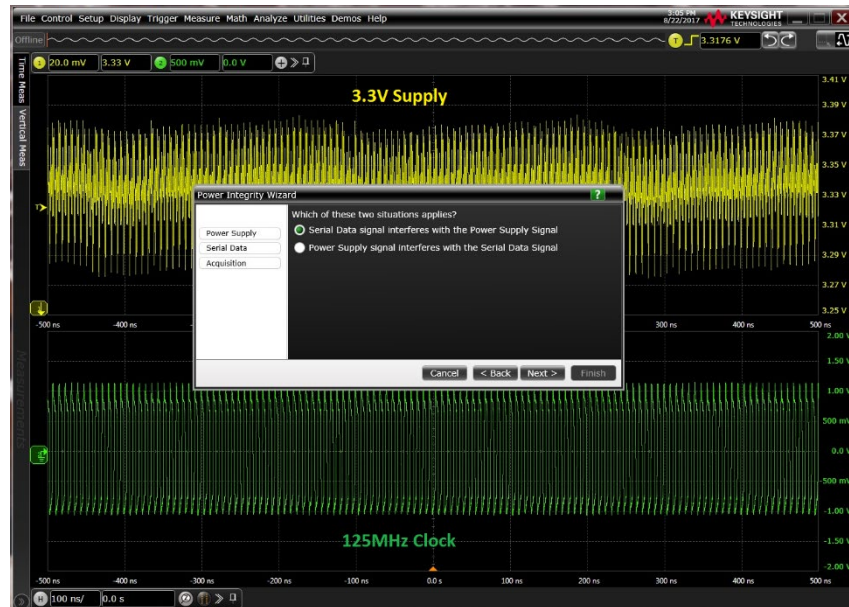 File Control Setup Display Trigger Measure Math Analyze Utilities Demos Help
3:05 PM
8/22/2017
KEYSIGHT
TECHNOLOGIES
Offline
T
3.3176 V
1 20.0 mV 3.33 V 2 500 mV 0.0 V
Time Meas
Vertical Meas
3.3V Supply
3.41 V
3.39 V
3.37 V
3.35 V
3.33 V
3.31 V
3.29 V
3.27 V
3.25 V
T
Power Integrity Wizard
?
Which of these two situations applies?
Power Supply
Serial Data
Acquisition
Serial Data signal interferes with the Power Supply Signal
Power Supply signal interferes with the Serial Data Signal
Cancel < Back Next > Finish
-500 ns -400 ns 300 ns 400 ns 500 ns
Measurements
2.00 V
1.50 V
1.00 V
500 mV
0.0 V
-500 mV
-1.00 V
-1.50 V
-2.00 V
125MHz Clock
-500 ns -400 ns -300 ns -200 ns -100 ns 0.0 s 100 ns 200 ns 300 ns 400 ns 500 ns
H 100 ns/ 0.0 s